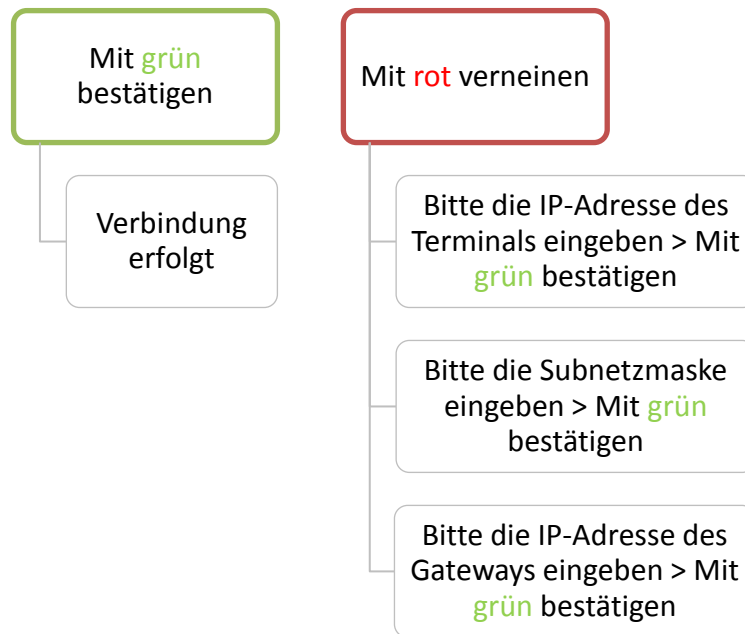 Mit grün
bestätigen
Verbindung
erfolgt
Mit rot verneinen
Bitte die IP-Adresse des
Terminals eingeben > Mit
grün bestätigen
Bitte die Subnetzmaske
eingeben > Mit grün
bestätigen
Bitte die IP-Adresse des
Gateways eingeben > Mit
grün bestätigen